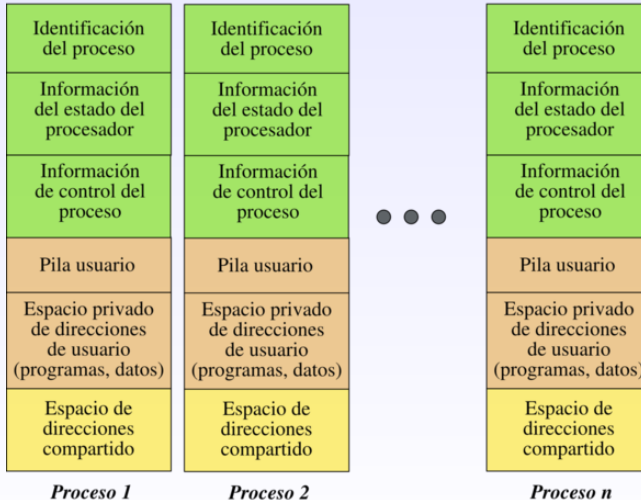 Identificación
del proceso
Información
del estado del
procesador
Información
de control del
proceso
Pila usuario
Espacio privado
de direcciones
de usuario
(programas, datos)
Espacio de
direcciones
compartido
Proceso 1
Identificación
del proceso
Información
del estado del
procesador
Información
de control del
proceso
Pila usuario
Espacio privado
de direcciones
de usuario
(programas, datos)
Espacio de
direcciones
compartido
Proceso 2
Identificación
del proceso
Información
del estado del
procesador
Información
de control del
proceso
Pila usuario
Espacio privado
de direcciones
de usuario
(programas, datos)
Espacio de
direcciones
compartido
Proceso n